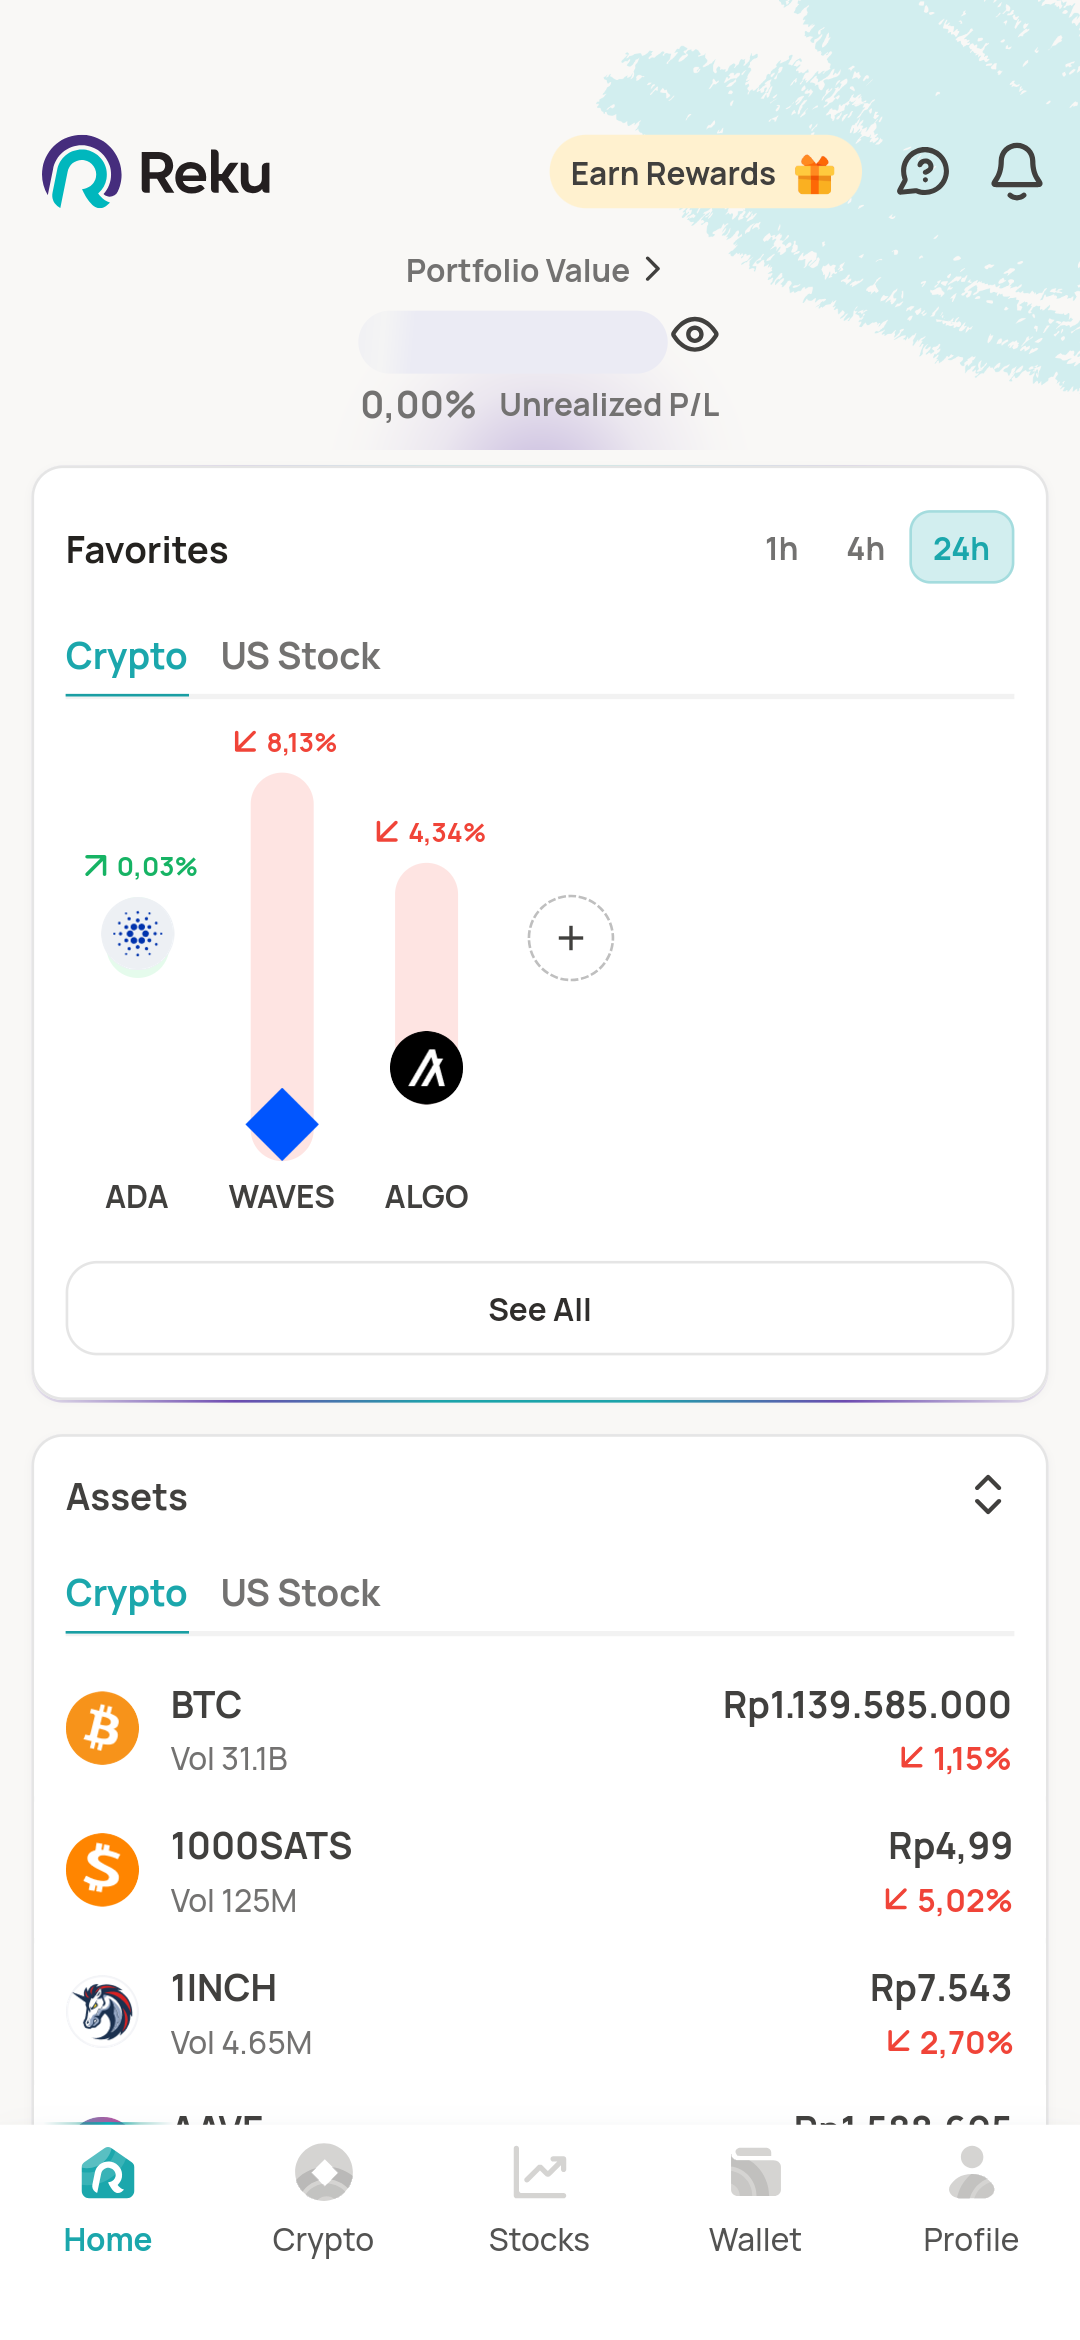 Reku
Earn Rewards
Portfolio Value
0,00% Unrealized P/L
Favorites
1h 4h 24h
Crypto US Stock
8,13%
4,34%
0,03%
ADA WAVES ALGO
See All
Assets
Crypto US Stock
BTC Rp1.139.585.000
Vol 31.1B 1,15%
1000SATS Rp4,99
Vol 125M 5,02%
1INCH Rp7.543
Vol 4.65M 2,70%
Home Crypto Stocks Wallet Profile